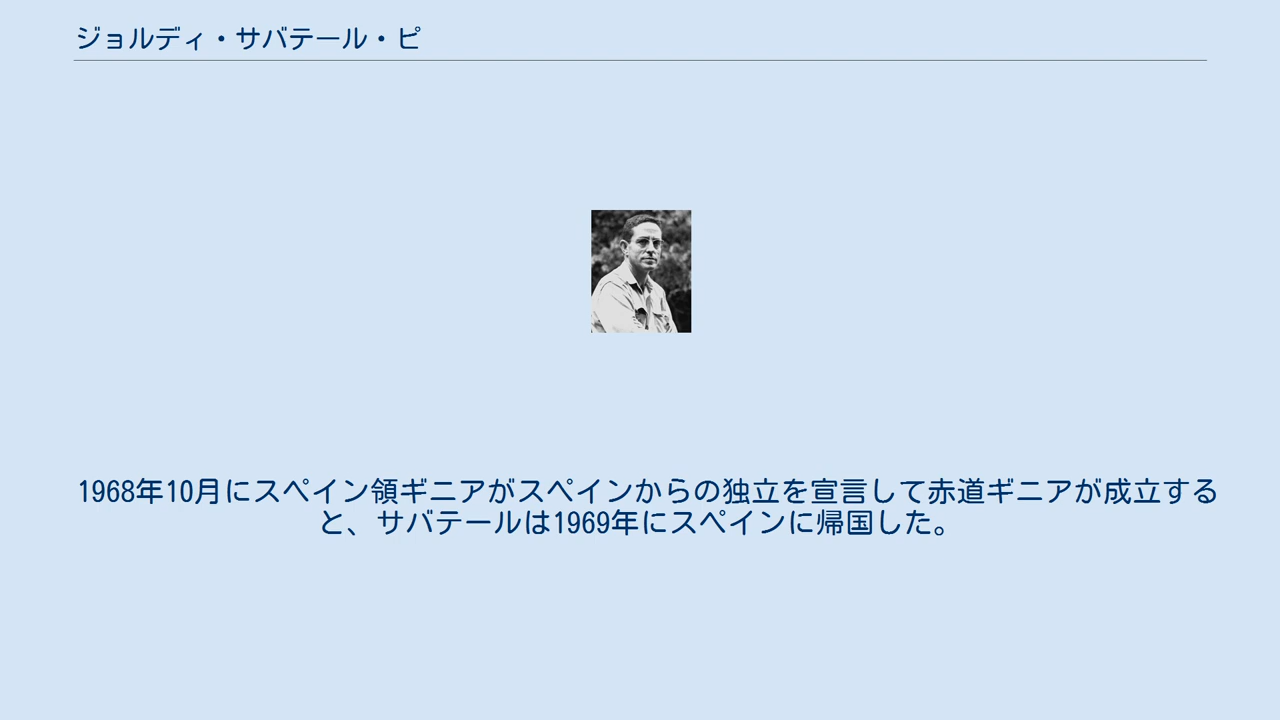 ジョルディ・サバテール・ピ
1968年10月にスペイン領ギニアがスペインからの独立を宣言して赤道ギニアが成立する
と、サバテールは1969年にスペインに帰国した。